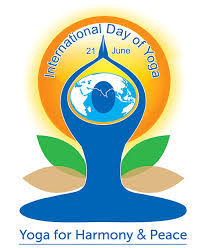 International Day of Yoga
21 June
Yoga for Harmony & Peace